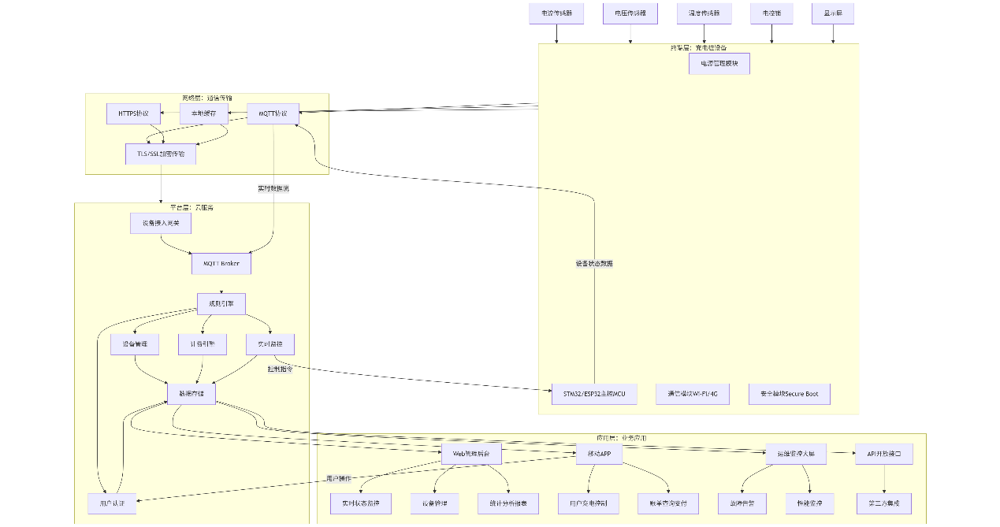 电流传感器
电压传感器
温度传感器
电控锁
显示屏
终端层：充电桩设备
电源管理模块
网络层：通信传输
HTTPS协议
本地缓存
MQTT协议
TLS/SSL加密传输
实时数据流
平台层：云服务
设备接入网关
MQTT Broker
设备状态数据
规则引擎
设备管理
计费引擎
实时监控
控制指令
数据存储
STM32/ESP32主控MCU
通信模块Wi-Fi/4G
安全模块Secure Boot
应用层：业务应用
Web管理后台
移动APP
运维监控大屏
API开放接口
用户操作
用户认证
实时状态监控
设备管理
统计分析报表
用户充电控制
账单查询支付
故障告警
性能监控
第三方集成